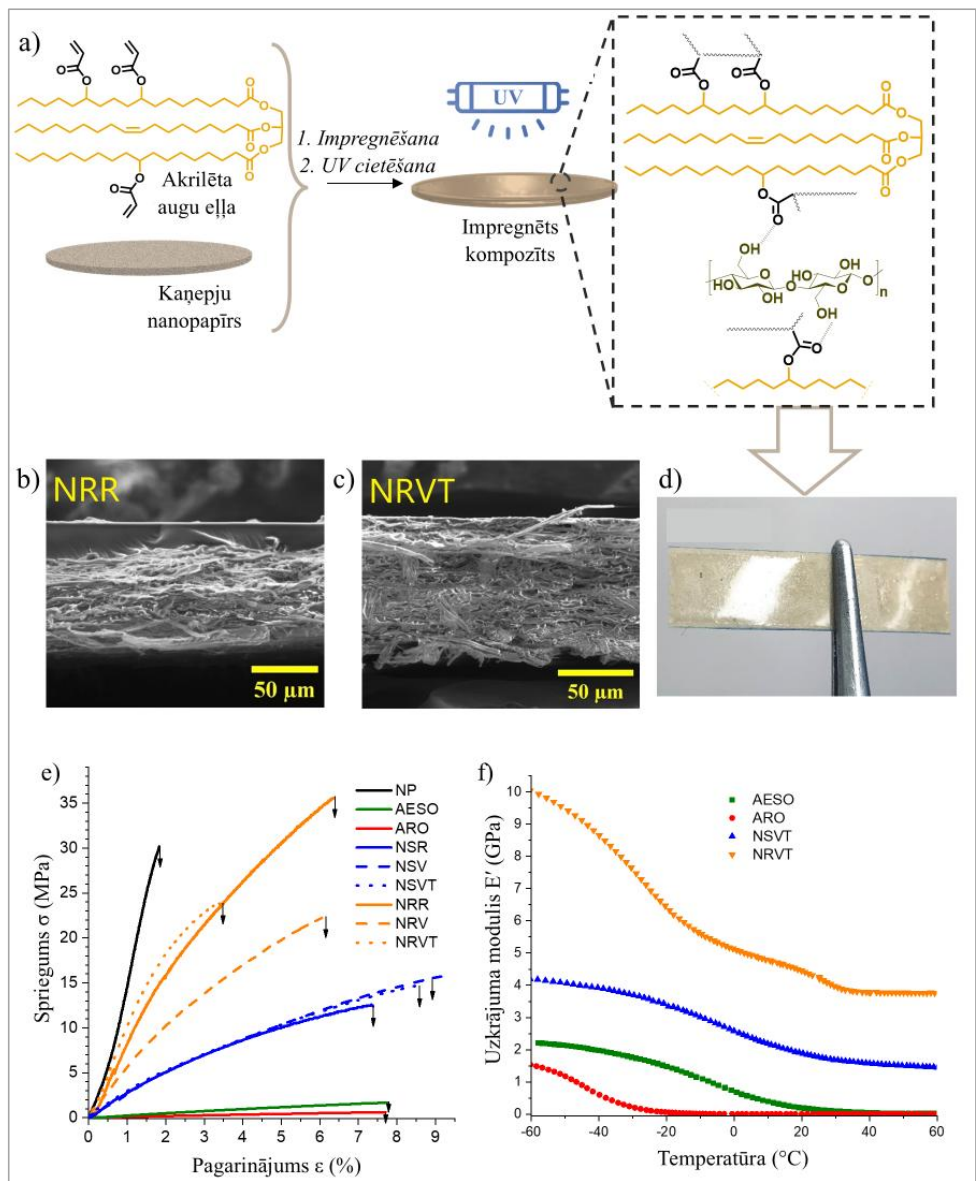 a)
O
O
O
O
O
O
O
O
O
O
O
O
Akrilēta
augu eļļa
Kaņepju
nanopapīrs
1. Impregnēšana
2. UV cietēšana
UV
Impregnēts
kompozīts
O
O
O
O
O
O
O
O
O
O
O
O
OH
OH
HO
O
HO
OH
O
HO
OH
O
O
n
OH
O
O
b)
NRR
50 µm
c)
NRVT
50 µm
d)
e)
NP
AESO
ARO
NSR
NSV
NSVT
NRR
NRV
NRVT
Spriegums σ (MPa)
35
30
25
20
15
10
5
0
0 1 2 3 4 5 6 7 8 9
Pagarinājums ε (%)
f)
AESO
ARO
NSVT
NRVT
Uzkrājuma modulis E′ (GPa)
10
9
8
7
6
5
4
3
2
1
0
-60 -40 -20 0 20 40 60
Temperatūra (°C)